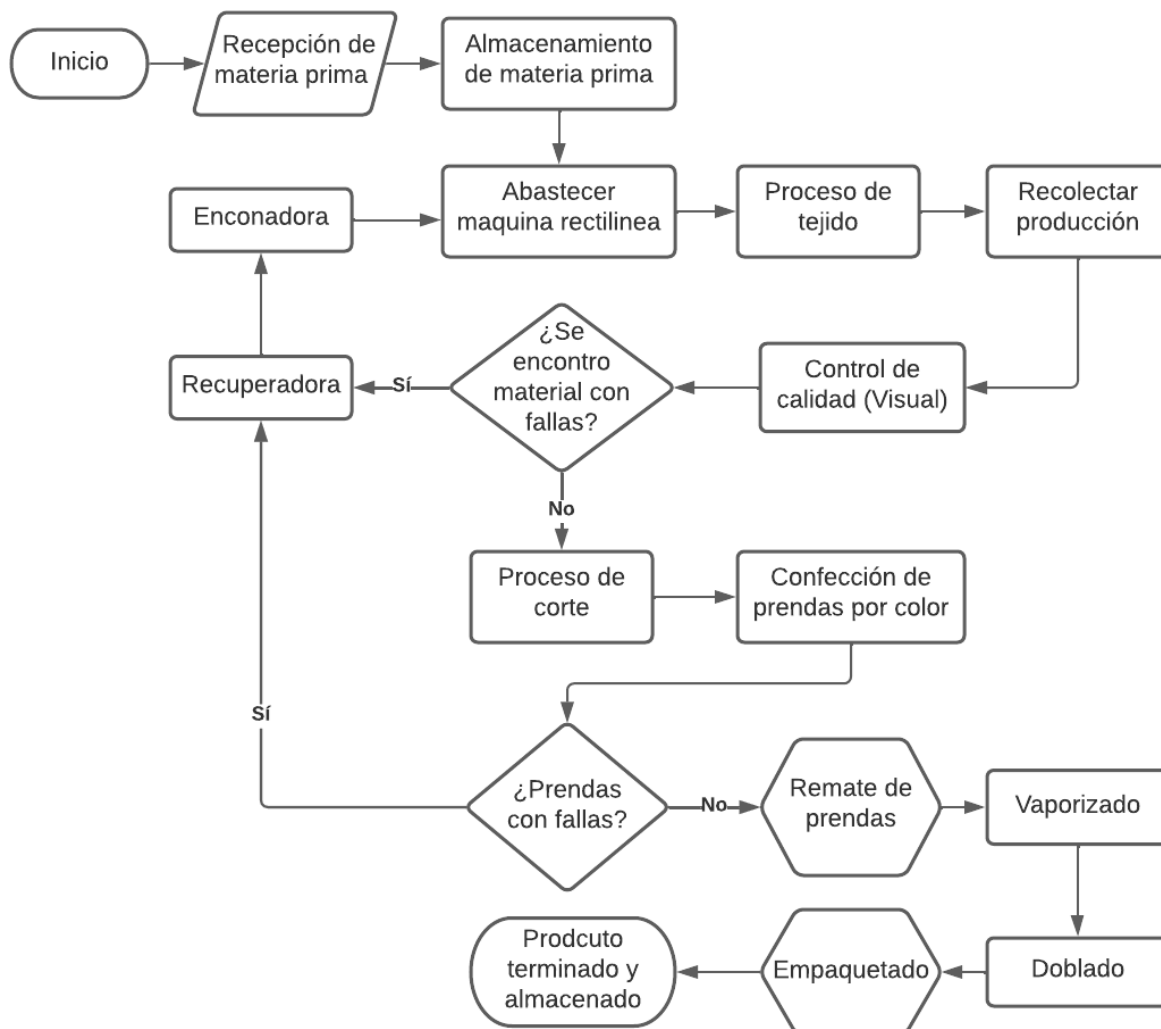 Inicio
Recepción de
materia prima
Almacenamiento
de materia prima
Enconadora
Abastecer
maquina rectilinea
Proceso de
tejido
Recolectar
producción
Recuperadora
Sí
¿Se
encontro
material con
fallas?
Control de
calidad (Visual)
No
Proceso de
corte
Confección de
prendas por color
Sí
¿Prendas
con fallas?
No
Remate de
prendas
Vaporizado
Prodcuto
terminado y
almacenado
Empaquetado
Doblado